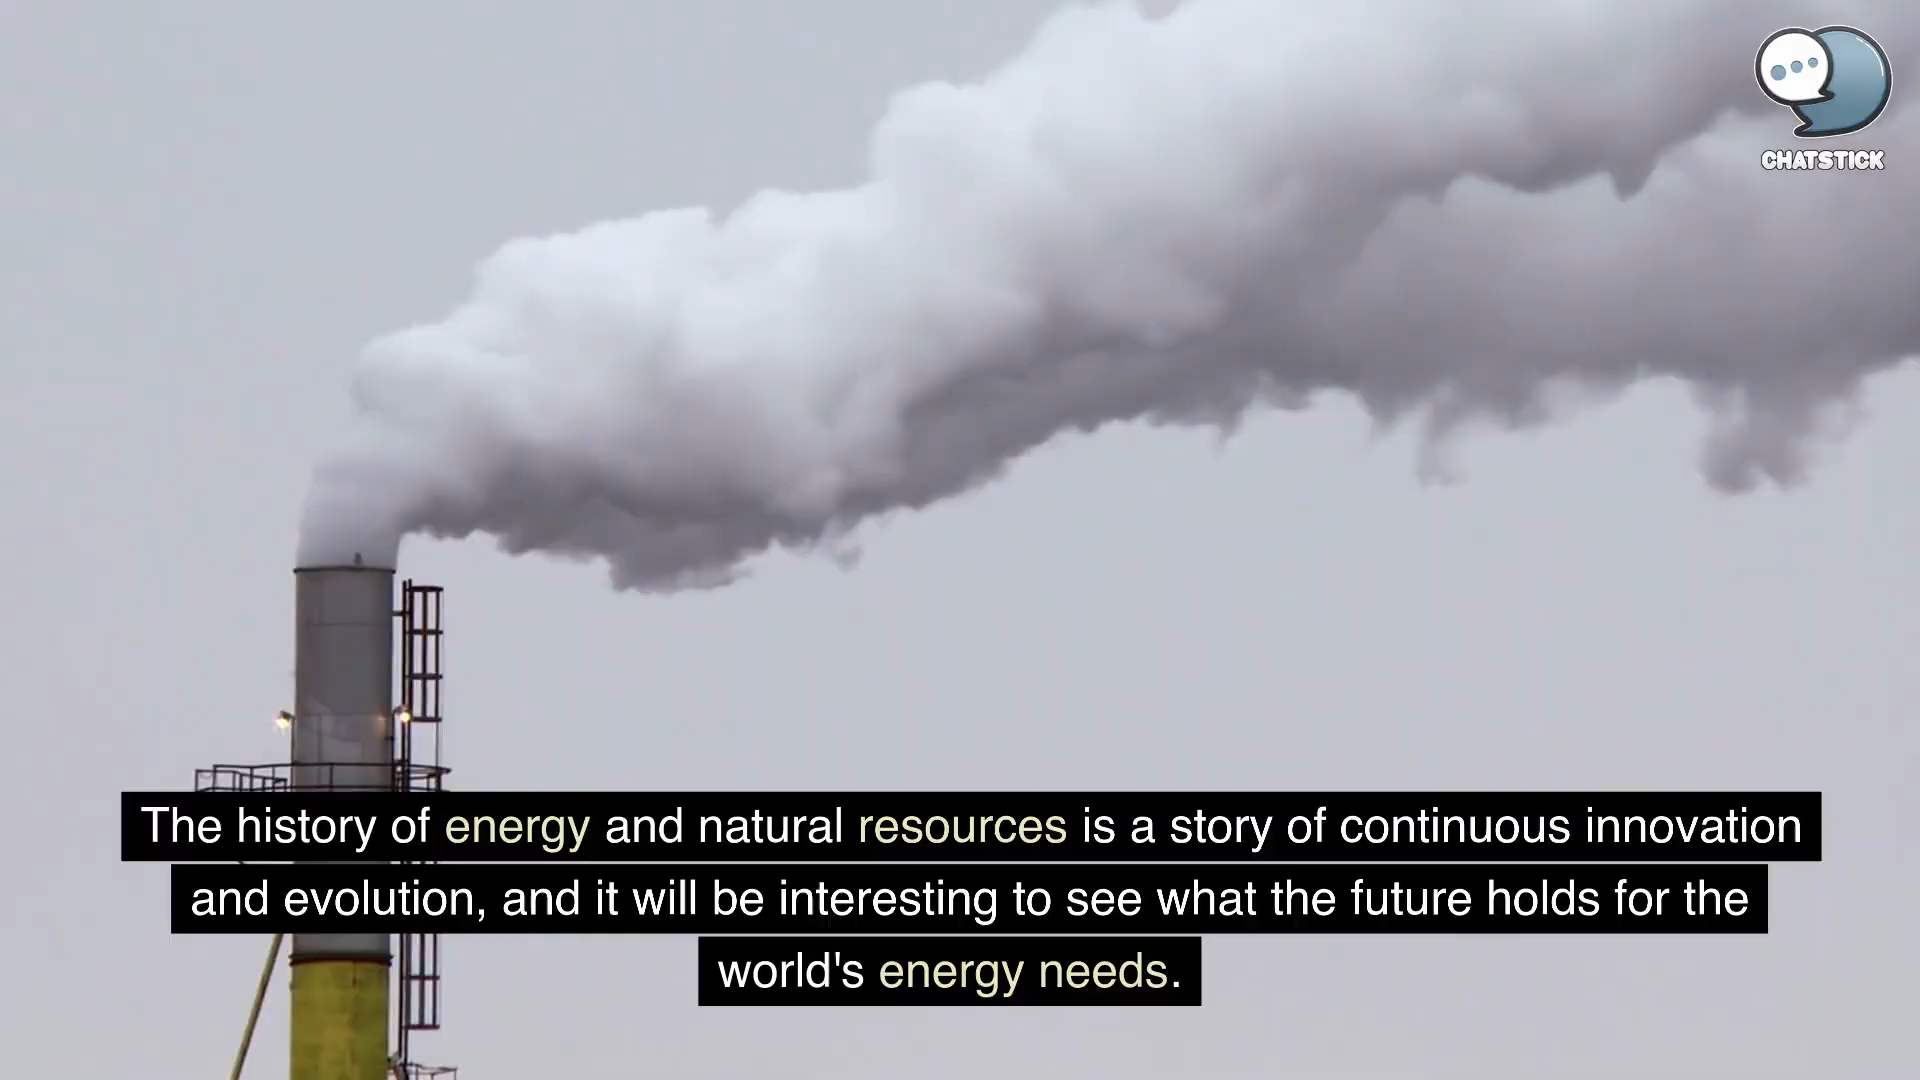 CHATSTICK
The history of energy and natural resources is a story of continuous innovation
and evolution, and it will be interesting to see what the future holds for the
world's energy needs.